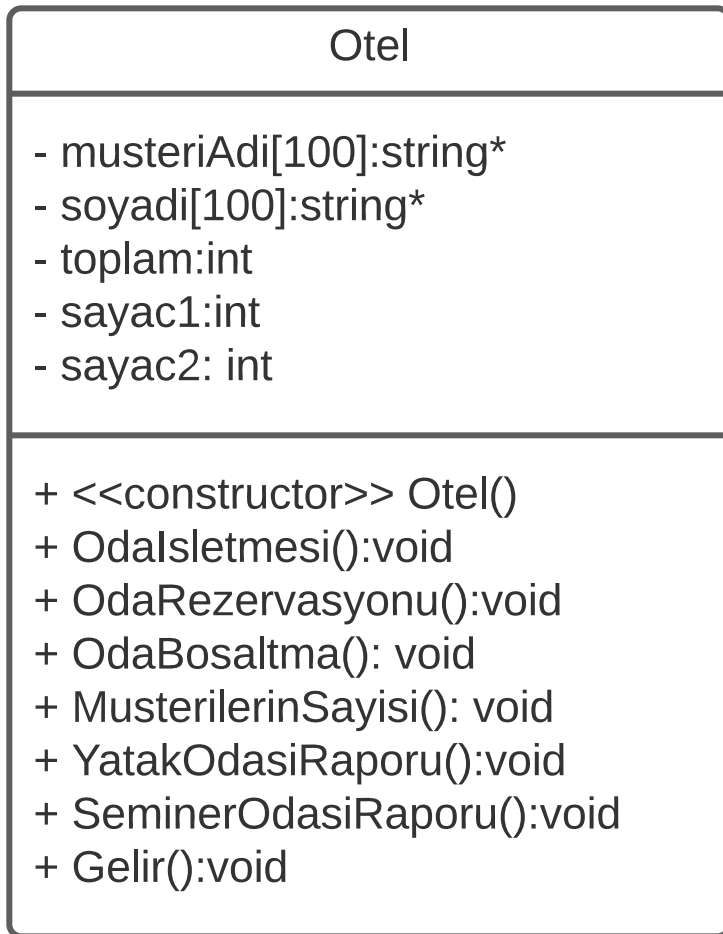 Otel
- musteriAdi[100]:string*
- soyadi[100]:string*
- toplam:int
- sayac1:int
- sayac2: int
+ <<constructor>> Otel()
+ OdaIsletmesi():void
+ OdaRezervasyonu():void
+ OdaBosaltma(): void
+ MusterilerinSayisi(): void
+ YatakOdasiRaporu():void
+ SeminerOdasiRaporu():void
+ Gelir():void